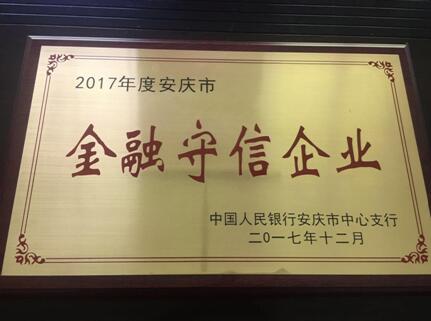 2017年度安庆市
金融守信企业
中国人民银行安庆市中心支行
二0一七年十二月